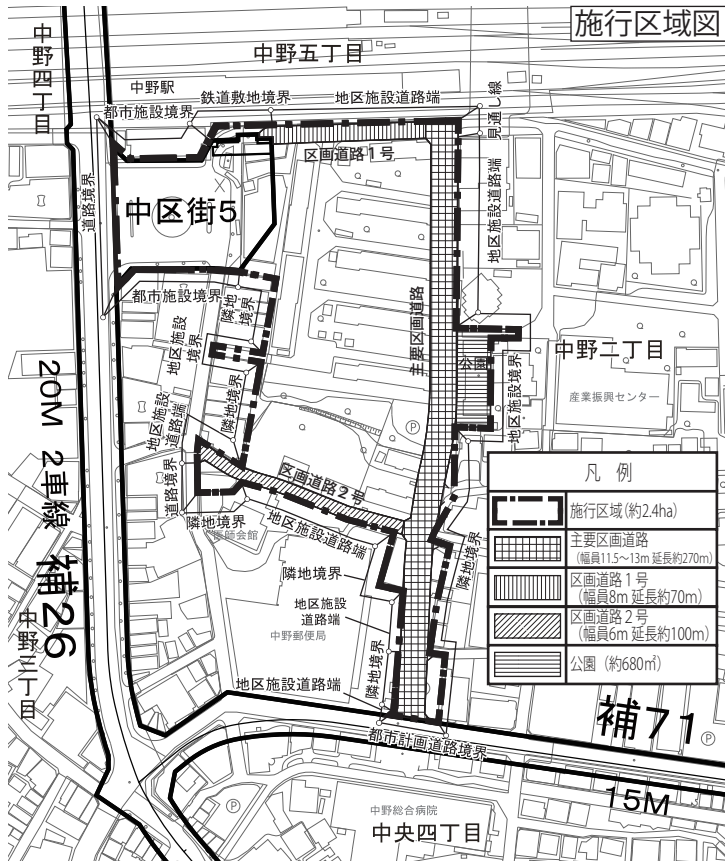 施行区域図
中野五丁目
中野四丁目
中野駅
鉄道敷地境界
地区施設道路端
見通し線
都市施設境界
区画道路1号
地区施設道路端
道路境界
中区街5
都市施設境界
隣地境界
地区施設境界
主要区画道路
公園
中野二丁目
地区施設境界
産業振興センター
隣地境界
地区施設道路端
20M 2車線 補26
区画道路2号
道路境界
隣地境界
医師会館
地区施設道路端
隣地境界
隣地境界
地区施設道路端
中野郵便局
隣地境界
地区施設道路端
中野三丁目
都市計画道路境界
補71
15M
中野総合病院
中央四丁目
P
P
P
凡 例
施行区域(約2.4ha)
主要区画道路
(幅員11.5~13m 延長約270m)
区画道路1号
(幅員8m 延長約70m)
区画道路2号
(幅員6m 延長約100m)
公園 (約680㎡)